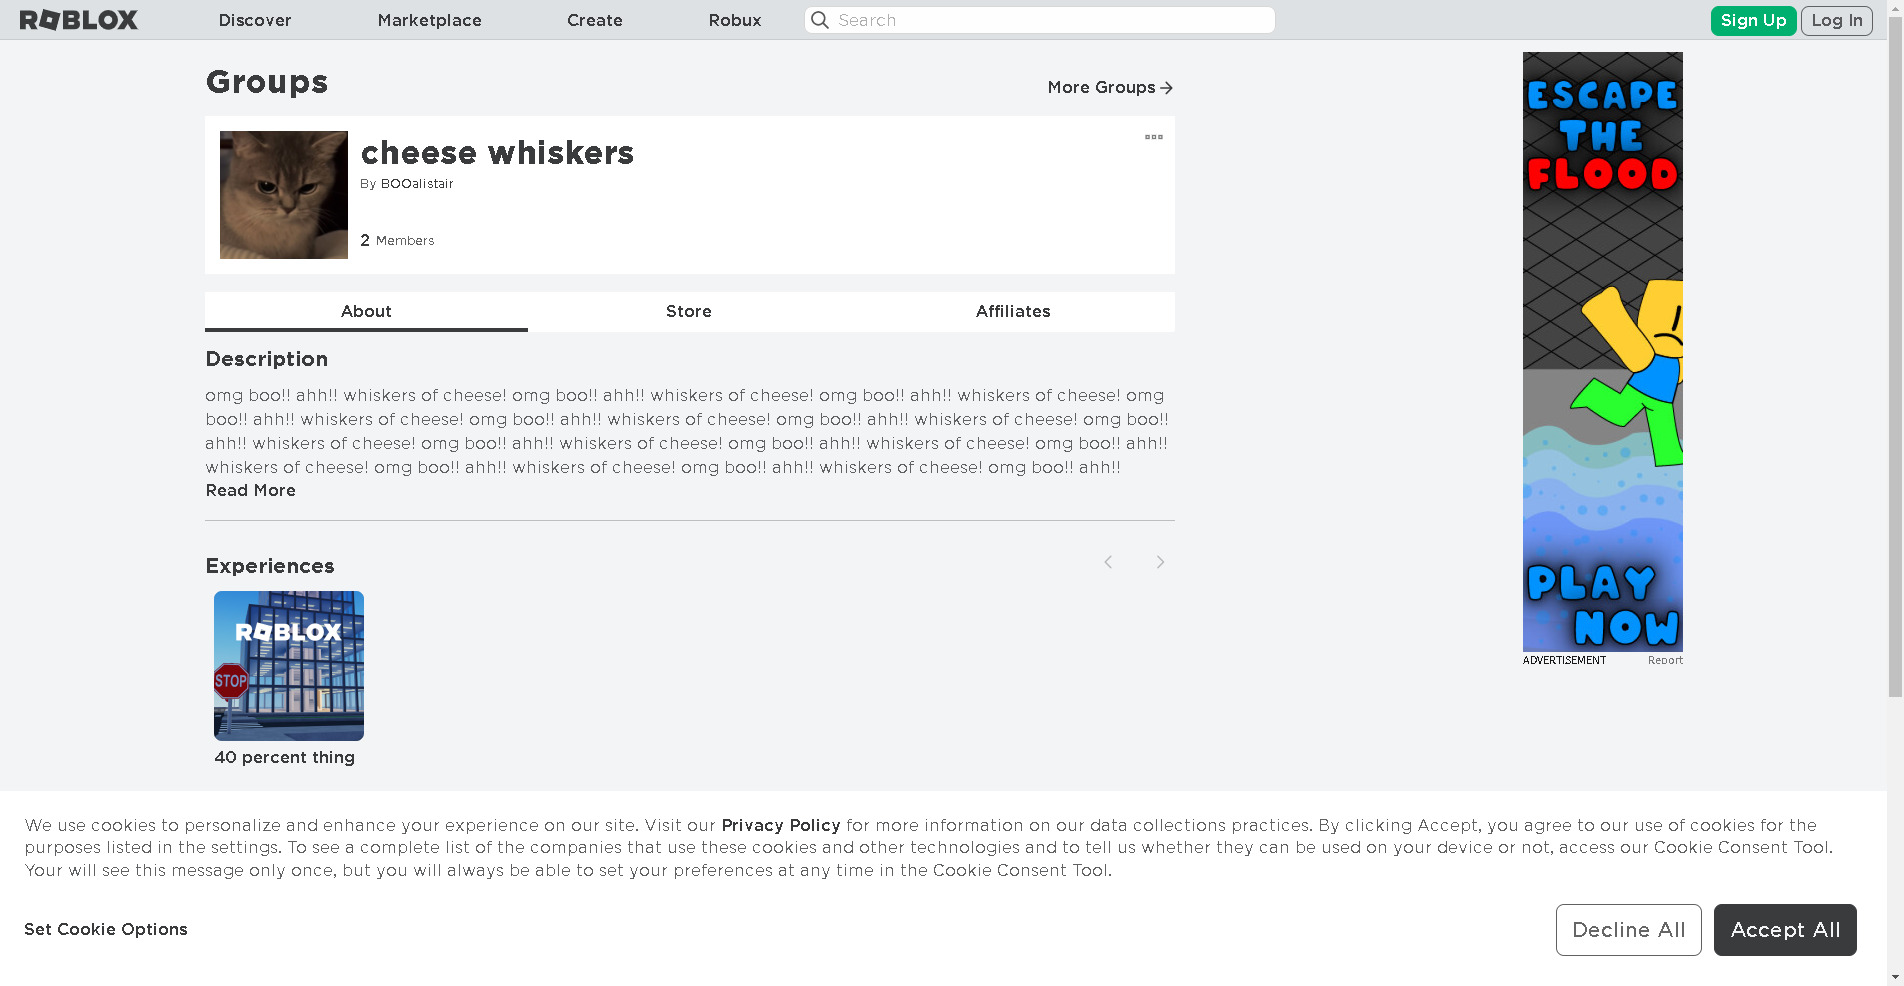 ROBLOX Discover Marketplace Create Robux Search Sign Up Log In
Groups
More Groups
cheese whiskers
By BOOalistair
2 Members
About Store Affiliates
Description
omg boo!! ahh!! whiskers of cheese! omg boo!! ahh!! whiskers of cheese! omg boo!! ahh!! whiskers of cheese! omg
boo!! ahh!! whiskers of cheese! omg boo!! ahh!! whiskers of cheese! omg boo!! ahh!! whiskers of cheese! omg boo!!
ahh!! whiskers of cheese! omg boo!! ahh!! whiskers of cheese! omg boo!! ahh!! whiskers of cheese! omg boo!! ahh!!
whiskers of cheese! omg boo!! ahh!! whiskers of cheese! omg boo!! ahh!! whiskers of cheese! omg boo!! ahh!!
Read More
Experiences
ROBLOX
STOP
40 percent thing
ESCAPE
THE
FLOOD
PLAY
NOW
ADVERTISEMENT Report
We use cookies to personalize and enhance your experience on our site. Visit our Privacy Policy for more information on our data collections practices. By clicking Accept, you agree to our use of cookies for the
purposes listed in the settings. To see a complete list of the companies that use these cookies and other technologies and to tell us whether they can be used on your device or not, access our Cookie Consent Tool.
Your will see this message only once, but you will always be able to set your preferences at any time in the Cookie Consent Tool.
Set Cookie Options
Decline All
Accept All